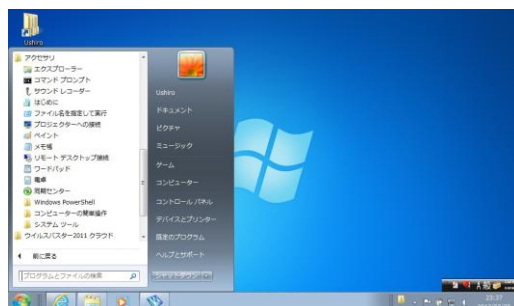 Ushiro
アクセサリ
エクスプローラー
コマンド プロンプト
サウンド レコーダー
はじめに
ファイル名を指定して実行
プロジェクターへの接続
ペイント
メモ帳
リモート デスクトップ接続
ワードパッド
電卓
同期センター
Windows PowerShell
コンピューターの簡単操作
システム ツール
ウイルスバスター2011 クラウド
前に戻る
プログラムとファイルの検索
Ushiro
ドキュメント
ピクチャ
ミュージック
ゲーム
コンピューター
コントロール パネル
デバイスとプリンター
既定のプログラム
ヘルプとサポート
シャットダウン
A 般
23:37